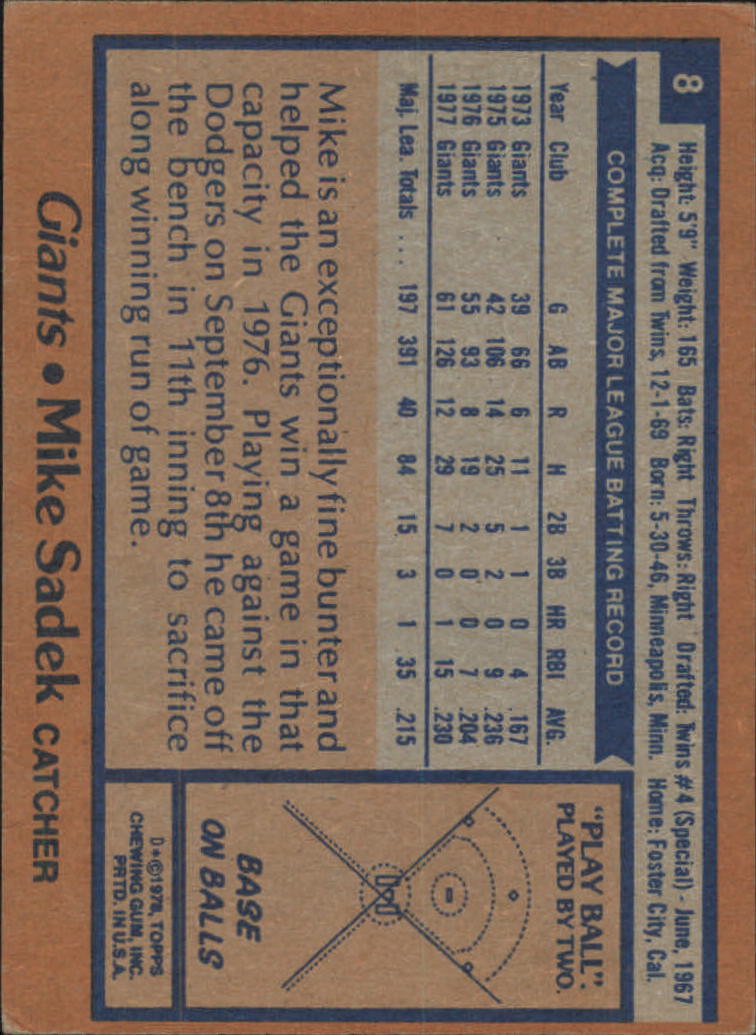 8
Height: 5'9" Weight: 165 Bats: Right Throws: Right Drafted: Twins #4 (Special) - June, 1967
Acq: Drafted from Twins, 12-1-69 Born: 5-30-46, Minneapolis, Minn. Home: Foster City, Cal.
COMPLETE MAJOR LEAGUE BATTING RECORD
Year Club G AB R H 2B 3B HR RBI AVG.
1973 Giants 39 66 6 11 1 1 0 4 .167
1975 Giants 42 106 14 25 5 2 0 9 .236
1976 Giants 55 93 8 19 2 0 0 7 .204
1977 Giants 61 126 12 29 7 0 1 15 .230
Maj. Lea. Totals . . . 197 391 40 84 15 3 1 35 .215
Mike is an exceptionally fine bunter and
helped the Giants win a game in that
capacity in 1976. Playing against the
Dodgers on September 8th he came off
the bench in 11th inning to sacrifice
along winning run of game.
"PLAY BALL".
PLAYED BY TWO.
BASE
ON BALLS
D*©1978, TOPPS
CHEWING GUM, INC.
PRTD. IN U.S.A.
Giants • Mike Sadek CATCHER